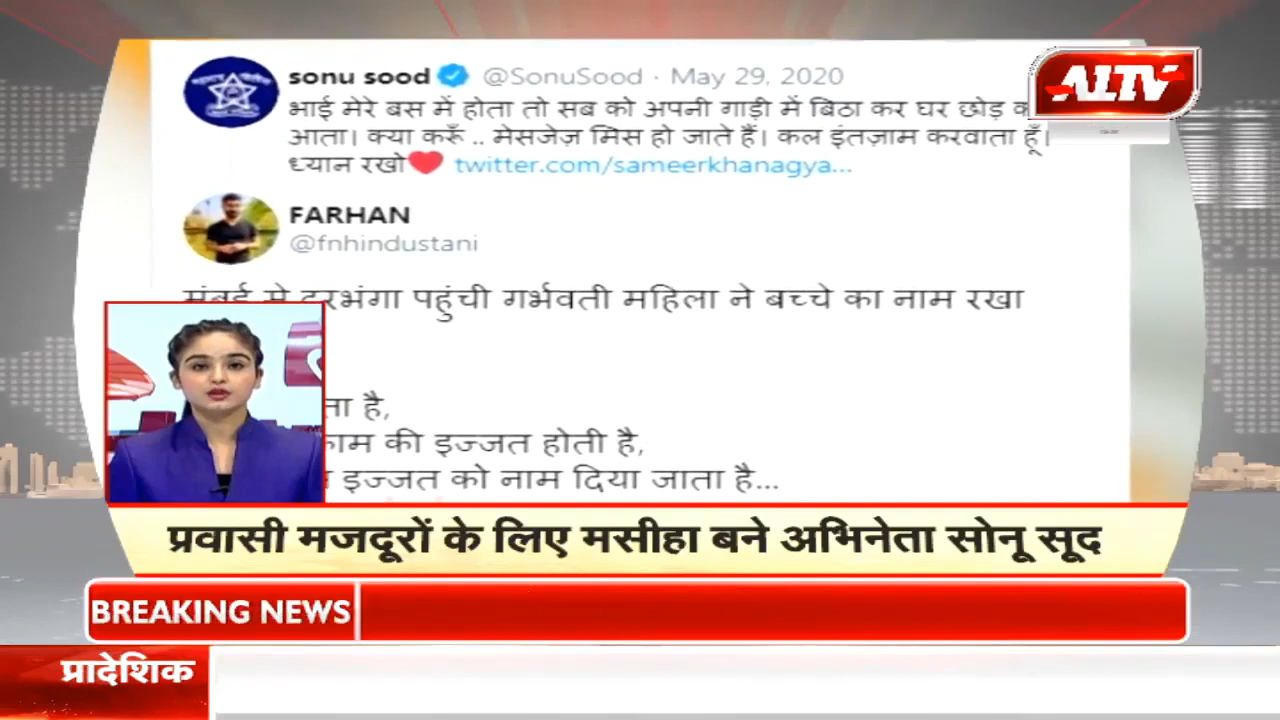 sonu sood @SonuSood · May 29, 2020
भाई मेरे बस में होता तो सब को अपनी गाड़ी में बिठा कर घर छोड़
आता। क्या करूँ .. मेसजेज़ मिस हो जाते हैं। कल इंतज़ाम करवाता हूँ।
ध्यान रखो❤ twitter.com/sameerkhanagya...
ALTV
FARHAN
@fnhindustani
दरभंगा पहुंची गर्भवती महिला ने बच्चे का नाम रखा
है,
काम की इज्जत होती है,
इज्जत को नाम दिया जाता है...
प्रवासी मजदूरों के लिए मसीहा बने अभिनेता सोनू सूद
BREAKING NEWS
प्रादेशिक